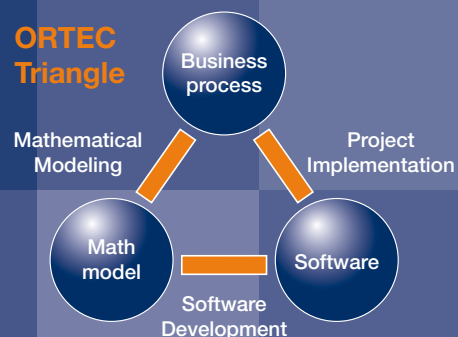 ORTEC
Triangle
Business
process
Mathematical
Modeling
Project
Implementation
Math
model
Software
Software
Development